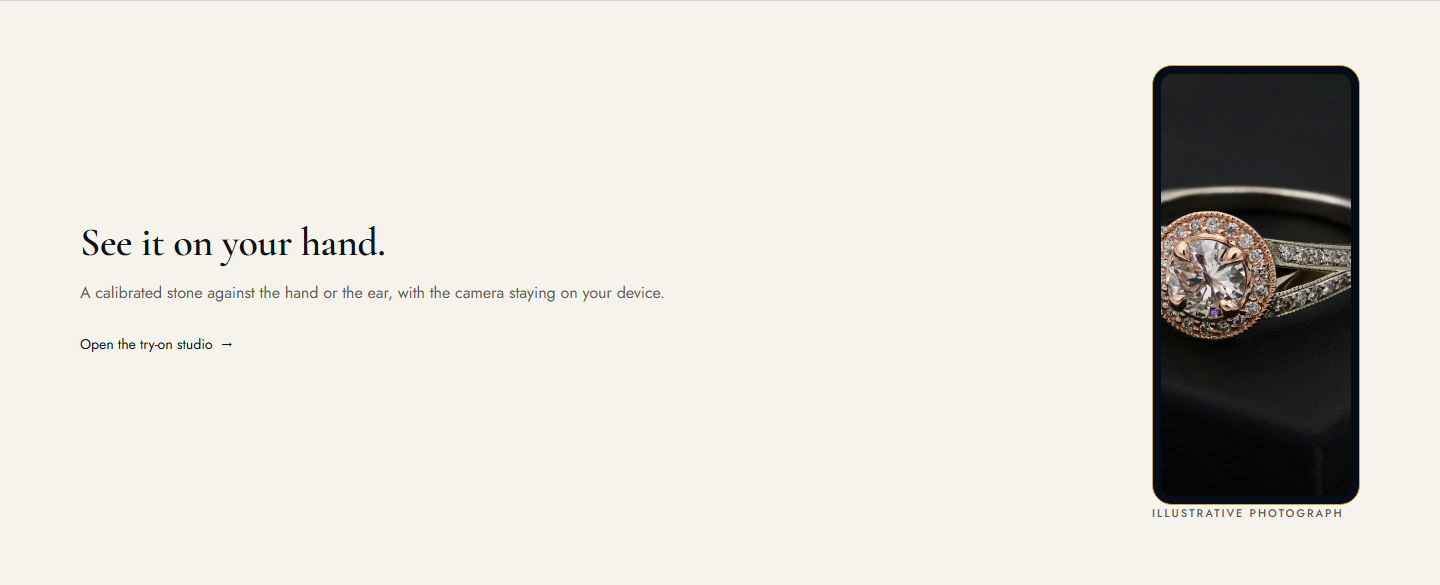 See it on your hand.
A calibrated stone against the hand or the ear, with the camera staying on your device.
Open the try-on studio →
ILLUSTRATIVE PHOTOGRAPH